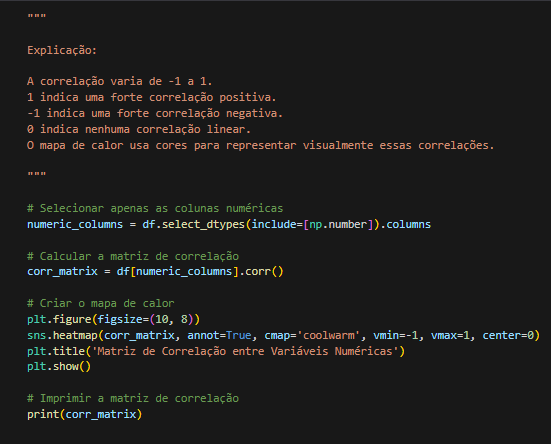 """
Explicação:
A correlação varia de -1 a 1.
1 indica uma forte correlação positiva.
-1 indica uma forte correlação negativa.
0 indica nenhuma correlação linear.
O mapa de calor usa cores para representar visualmente essas correlações.
"""
# Selecionar apenas as colunas numéricas
numeric_columns = df.select_dtypes(include=[np.number]).columns
# Calcular a matriz de correlação
corr_matrix = df[numeric_columns].corr()
# Criar o mapa de calor
plt.figure(figsize=(10, 8))
sns.heatmap(corr_matrix, annot=True, cmap='coolwarm', vmin=-1, vmax=1, center=0)
plt.title('Matriz de Correlação entre Variáveis Numéricas')
plt.show()
# Imprimir a matriz de correlação
print(corr_matrix)